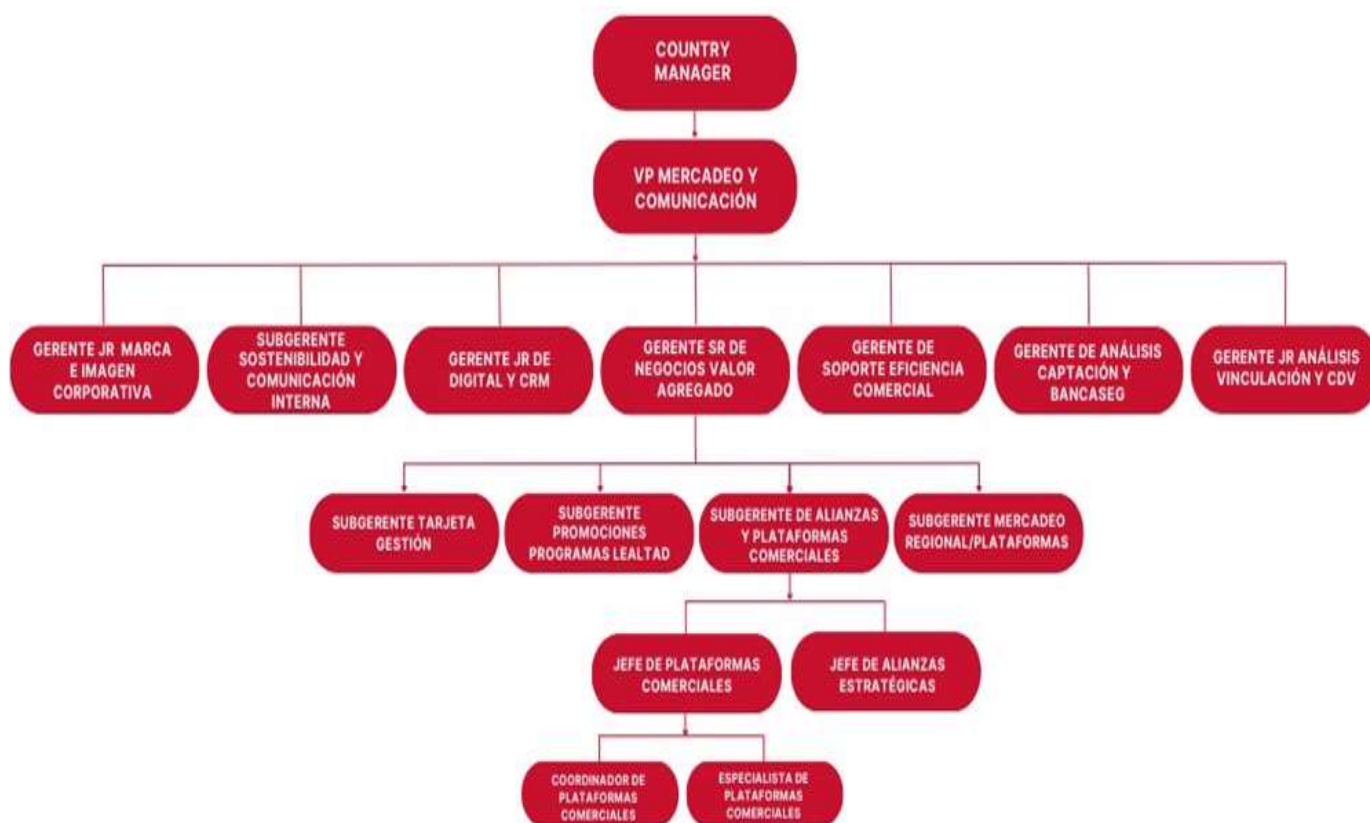 COUNTRY
MANAGER
VP MERCADEO Y
COMUNICACIÓN
GERENTE JR MARCA
E IMAGEN
CORPORATIVA
SUBGERENTE
SOSTENIBILIDAD Y
COMUNICACIÓN
INTERNA
GERENTE JR DE
DIGITAL Y CRM
GERENTE SR DE
NEGOCIOS VALOR
AGREGADO
GERENTE DE
SOPORTE EFICIENCIA
COMERCIAL
GERENTE DE ANÁLISIS
CAPTACIÓN Y
BANCASEG
GERENTE JR ANÁLISIS
VINCULACIÓN Y CDV
SUBGERENTE TARJETA
GESTIÓN
SUBGERENTE
PROMOCIONES
PROGRAMAS LEALTAD
SUBGERENTE DE ALIANZAS
Y PLATAFORMAS
COMERCIALES
SUBGERENTE MERCADEO
REGIONAL/PLATAFORMAS
JEFE DE PLATAFORMAS
COMERCIALES
JEFE DE ALIANZAS
ESTRATÉGICAS
COORDINADOR DE
PLATAFORMAS
COMERCIALES
ESPECIALISTA DE
PLATAFORMAS
COMERCIALES